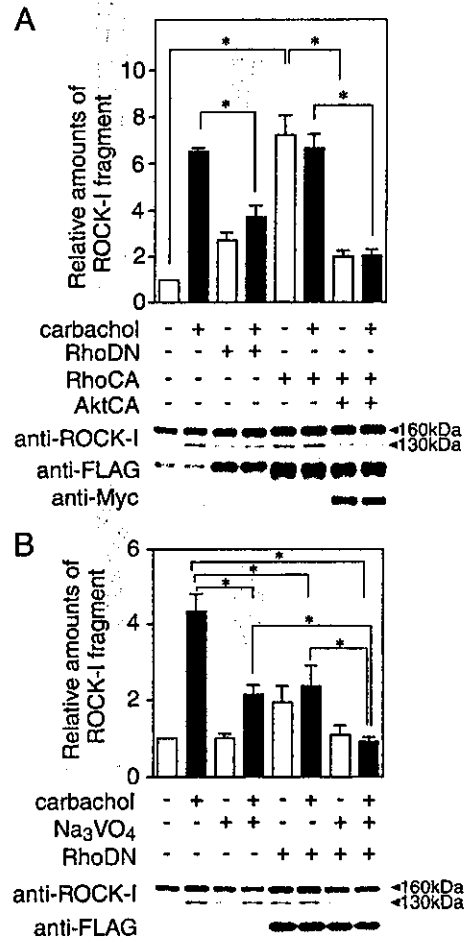 A
Relative amounts of
ROCK-I fragment
10
8
6
4
2
0
* * * *
carbachol - + - + - + - +
RhoDN - - + + - - - -
RhoCA - - - - + + + +
AktCA - - - - - - + +
anti-ROCK-I ◄160kDa
◄130kDa
anti-FLAG
anti-Myc
B
Relative amounts of
ROCK-I fragment
6
4
2
0
* * * * *
carbachol - + - + - + - +
Na₃VO₄ - - + + - - + +
RhoDN - - - - + + + +
anti-ROCK-I ◄160kDa
◄130kDa
anti-FLAG